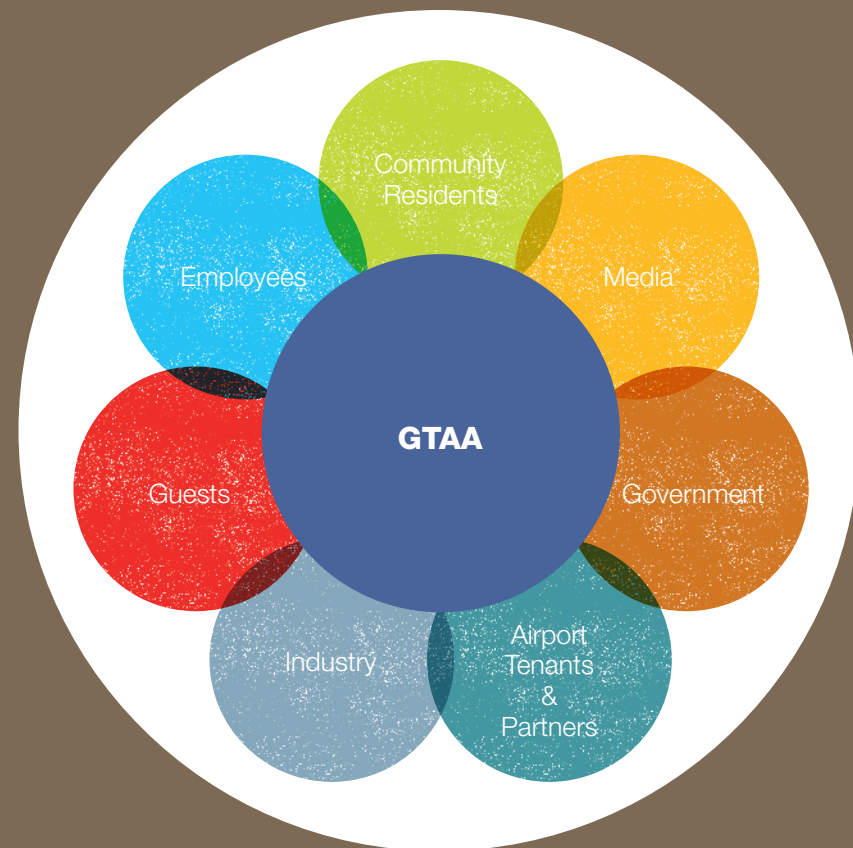 Community
Residents
Employees
Media
GTAA
Guests
Government
Industry
Airport
Tenants
&
Partners